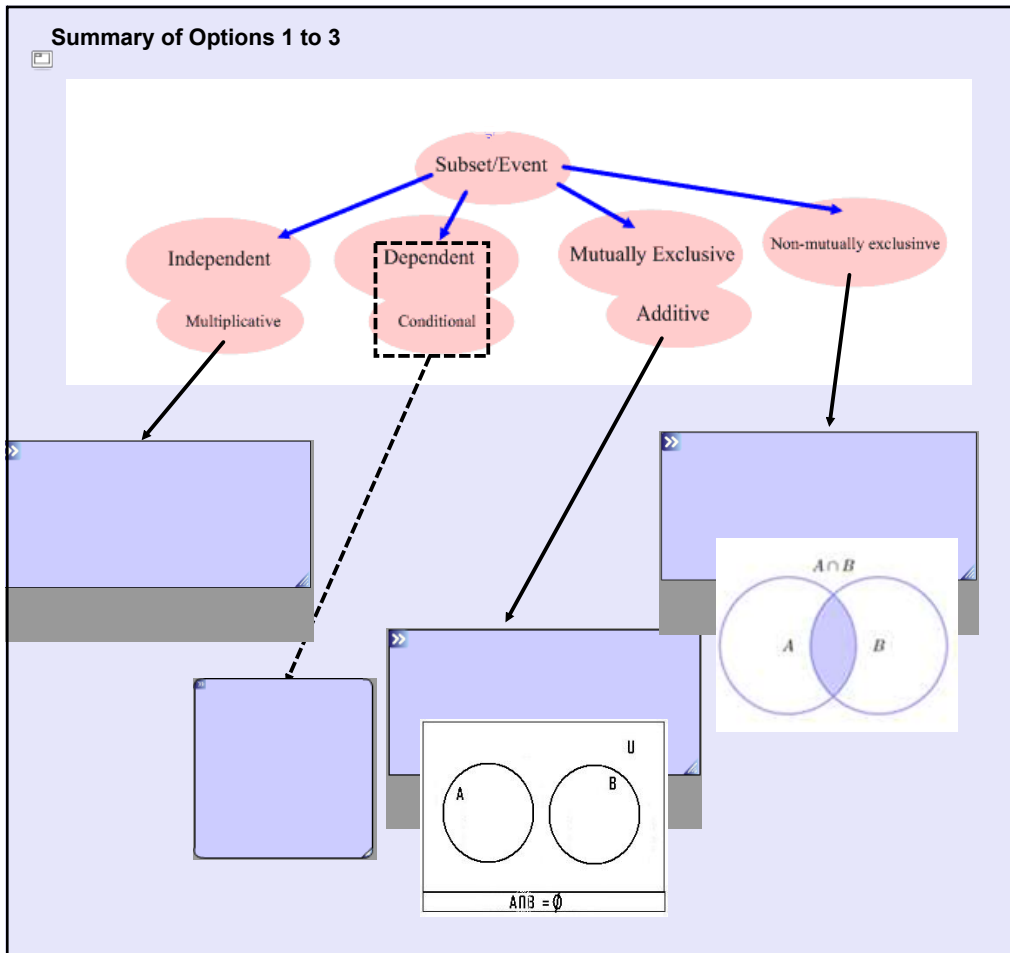 Summary of Options 1 to 3
Subset/Event
Independent
Dependent
Mutually Exclusive
Non-mutually exclusinve
Multiplicative
Conditional
Additive
A∩B
A
B
U
A
B
A∩B = Ø